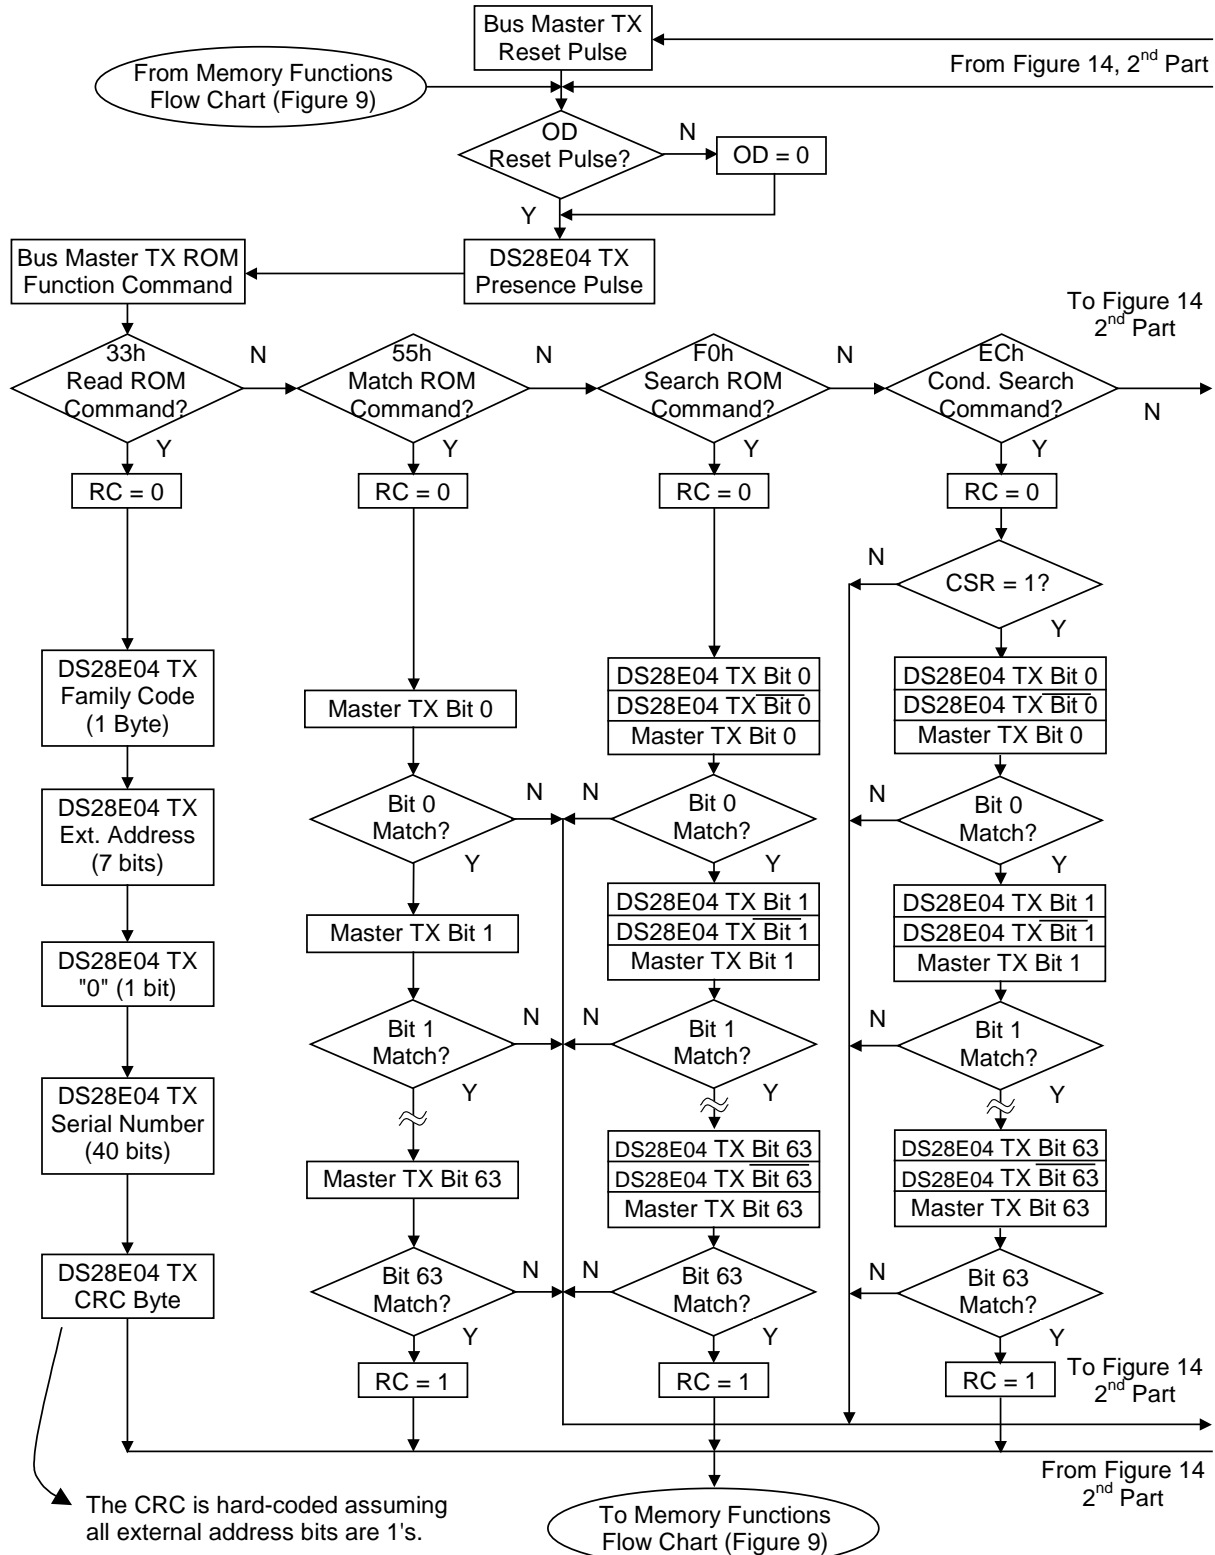 Bus Master TX
Reset Pulse
From Figure 14, 2nd Part
From Memory Functions
Flow Chart (Figure 9)
OD
Reset Pulse?
N
OD = 0
Y
Bus Master TX ROM
Function Command
DS28E04 TX
Presence Pulse
To Figure 14
2nd Part
33h
Read ROM
Command?
N
Y
55h
Match ROM
Command?
N
Y
F0h
Search ROM
Command?
N
Y
ECh
Cond. Search
Command?
N
Y
RC = 0
RC = 0
RC = 0
RC = 0
N
CSR = 1?
Y
DS28E04 TX
Family Code
(1 Byte)
DS28E04 TX
Ext. Address
(7 bits)
DS28E04 TX
"0" (1 bit)
DS28E04 TX
Serial Number
(40 bits)
DS28E04 TX
CRC Byte
Master TX Bit 0
Bit 0
Match?
N
Y
Master TX Bit 1
Bit 1
Match?
N
Y
Master TX Bit 63
Bit 63
Match?
N
Y
RC = 1
DS28E04 TX Bit 0
DS28E04 TX Bit 0
Master TX Bit 0
N
Bit 0
Match?
Y
DS28E04 TX Bit 1
DS28E04 TX Bit 1
Master TX Bit 1
N
Bit 1
Match?
Y
DS28E04 TX Bit 63
DS28E04 TX Bit 63
Master TX Bit 63
N
Bit 63
Match?
Y
RC = 1
DS28E04 TX Bit 0
DS28E04 TX Bit 0
Master TX Bit 0
N
Bit 0
Match?
Y
DS28E04 TX Bit 1
DS28E04 TX Bit 1
Master TX Bit 1
N
Bit 1
Match?
Y
DS28E04 TX Bit 63
DS28E04 TX Bit 63
Master TX Bit 63
N
Bit 63
Match?
Y
RC = 1
To Figure 14
2nd Part
From Figure 14
2nd Part
The CRC is hard-coded assuming
all external address bits are 1's.
To Memory Functions
Flow Chart (Figure 9)